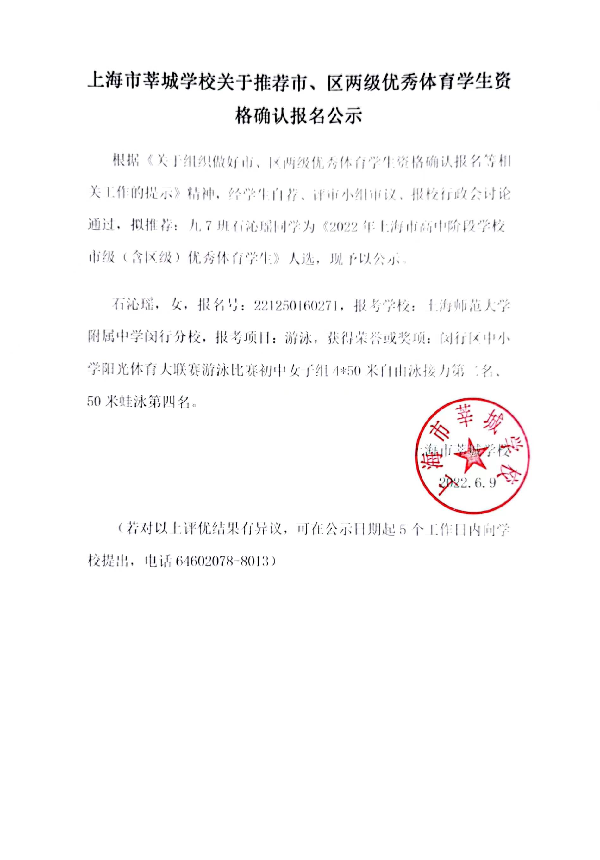 上海市莘城学校关于推荐市、区两级优秀体育学生资
格确认报名公示
根据《关于组织做好市、区两级优秀体育学生资格确认报名等相
关工作的提示》精神，经学生自荐、评审小组审议、报校行政会讨论
通过，拟推荐：九7班石沁瑶同学为《2022年上海市高中阶段学校
市级（含区级）优秀体育学生》人选，现予以公示。
石沁瑶，女，报名号：221250160271，报考学校：上海师范大学
附属中学闵行分校，报考项目：游泳，获得荣誉或奖项：闵行区中小
学阳光体育大联赛游泳比赛初中女子组4*50米自由泳接力第二名、
50米蛙泳第四名。
上海市莘城学校
2022.6.9
上海市莘城学校
（若对以上评优结果有异议，可在公示日期起5个工作日内向学
校提出，电话64602078-8013）